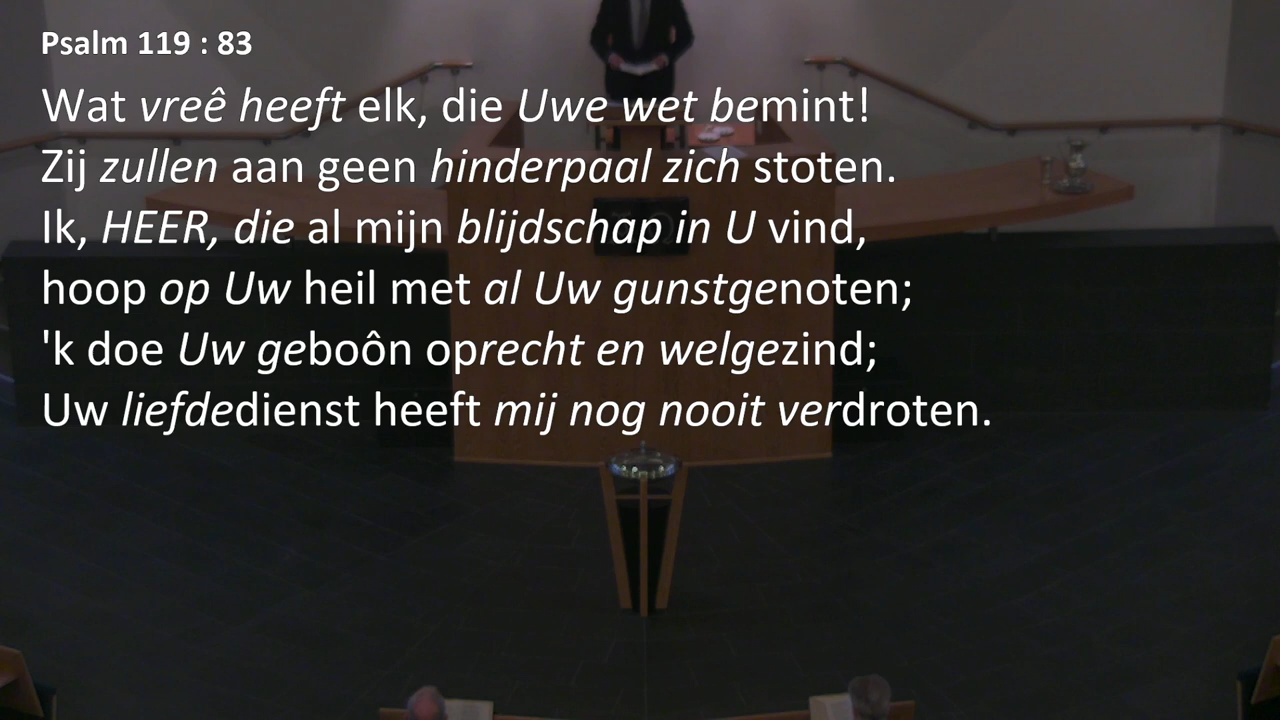 Psalm 119 : 83
Wat vreê heeft elk, die Uwe wet bemint!
Zij zullen aan geen hinderpaal zich stoten.
Ik, HEER, die al mijn blijdschap in U vind,
hoop op Uw heil met al Uw gunstgenoten;
'k doe Uw geboôn oprecht en welgezind;
Uw liefdedienst heeft mij nog nooit verdroten.